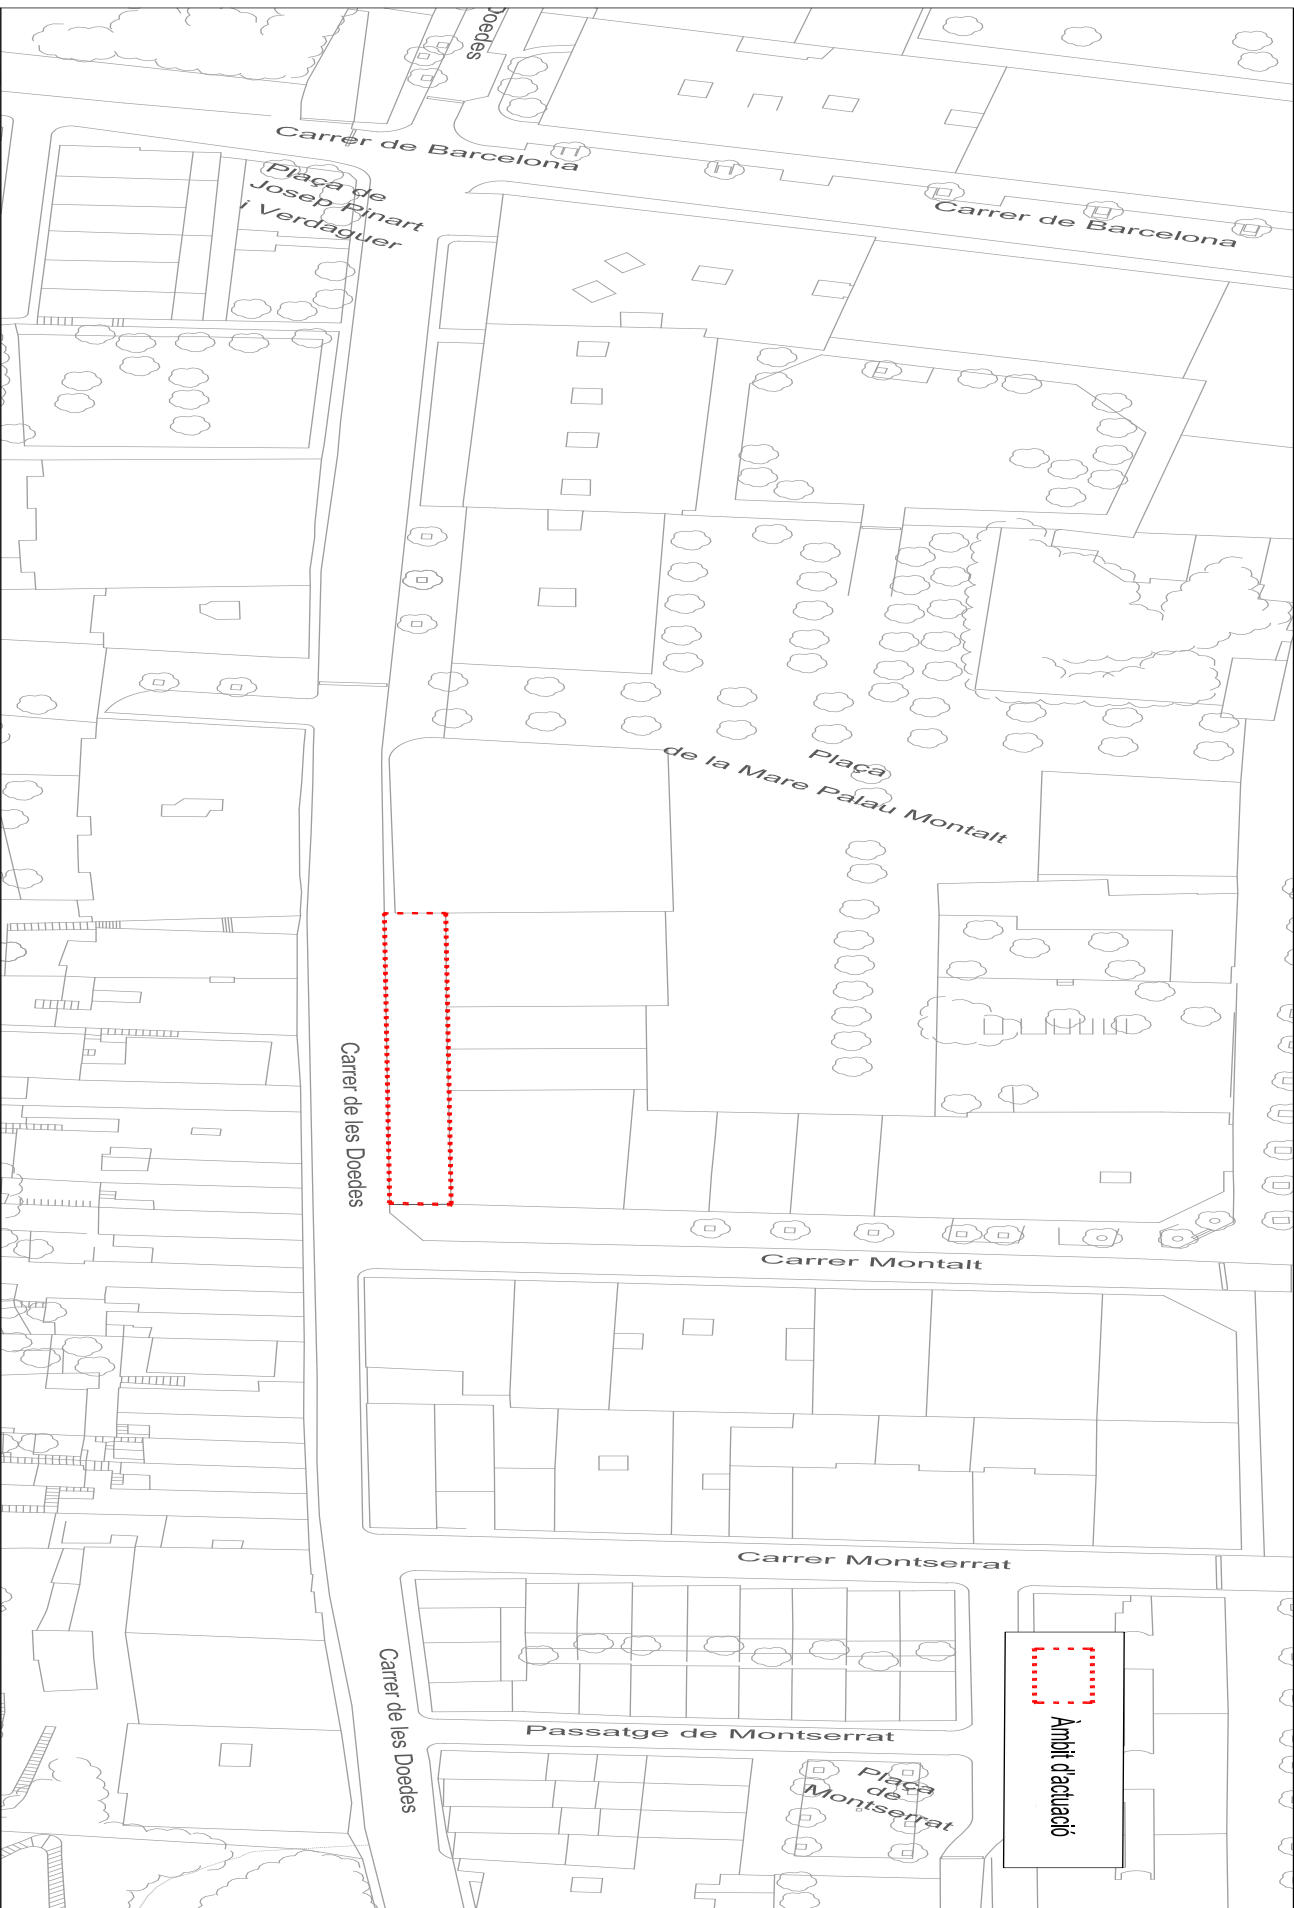 Doedes
Carrer de Barcelona
Plaça de
Josep Pinart
i Verdaguer
Carrer de Barcelona
Plaça
de la Mare Palau Montalt
Carrer de les Doedes
Carrer Montalt
Carrer Montserrat
Carrer de les Doedes
Passatge de Montserrat
Plaça
de
Montserrat
Àmbit d'actuació